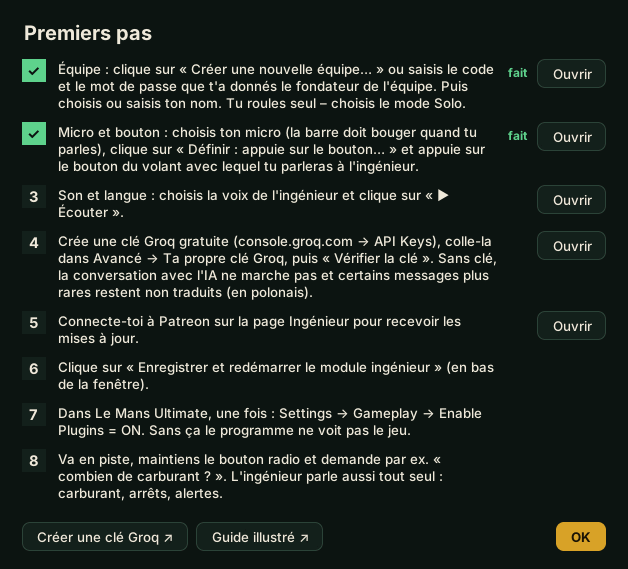 Premiers pas
Équipe : clique sur « Créer une nouvelle équipe... » ou saisis le code fait Ouvrir
et le mot de passe que t'a donnés le fondateur de l'équipe. Puis
choisis ou saisis ton nom. Tu roules seul – choisis le mode Solo.
Micro et bouton : choisis ton micro (la barre doit bouger quand tu fait Ouvrir
parles), clique sur « Définir : appuie sur le bouton... » et appuie sur
le bouton du volant avec lequel tu parleras à l'ingénieur.
3 Son et langue : choisis la voix de l'ingénieur et clique sur « ▶ Ouvrir
Écouter ».
4 Crée une clé Groq gratuite (console.groq.com → API Keys), colle-la Ouvrir
dans Avancé → Ta propre clé Groq, puis « Vérifier la clé ». Sans clé,
la conversation avec l'IA ne marche pas et certains messages plus
rares restent non traduits (en polonais).
5 Connecte-toi à Patreon sur la page Ingénieur pour recevoir les Ouvrir
mises à jour.
6 Clique sur « Enregistrer et redémarrer le module ingénieur » (en bas
de la fenêtre).
7 Dans Le Mans Ultimate, une fois : Settings → Gameplay → Enable
Plugins = ON. Sans ça le programme ne voit pas le jeu.
8 Va en piste, maintiens le bouton radio et demande par ex. «
combien de carburant ? ». L'ingénieur parle aussi tout seul :
carburant, arrêts, alertes.
Créer une clé Groq ↗ Guide illustré ↗ OK